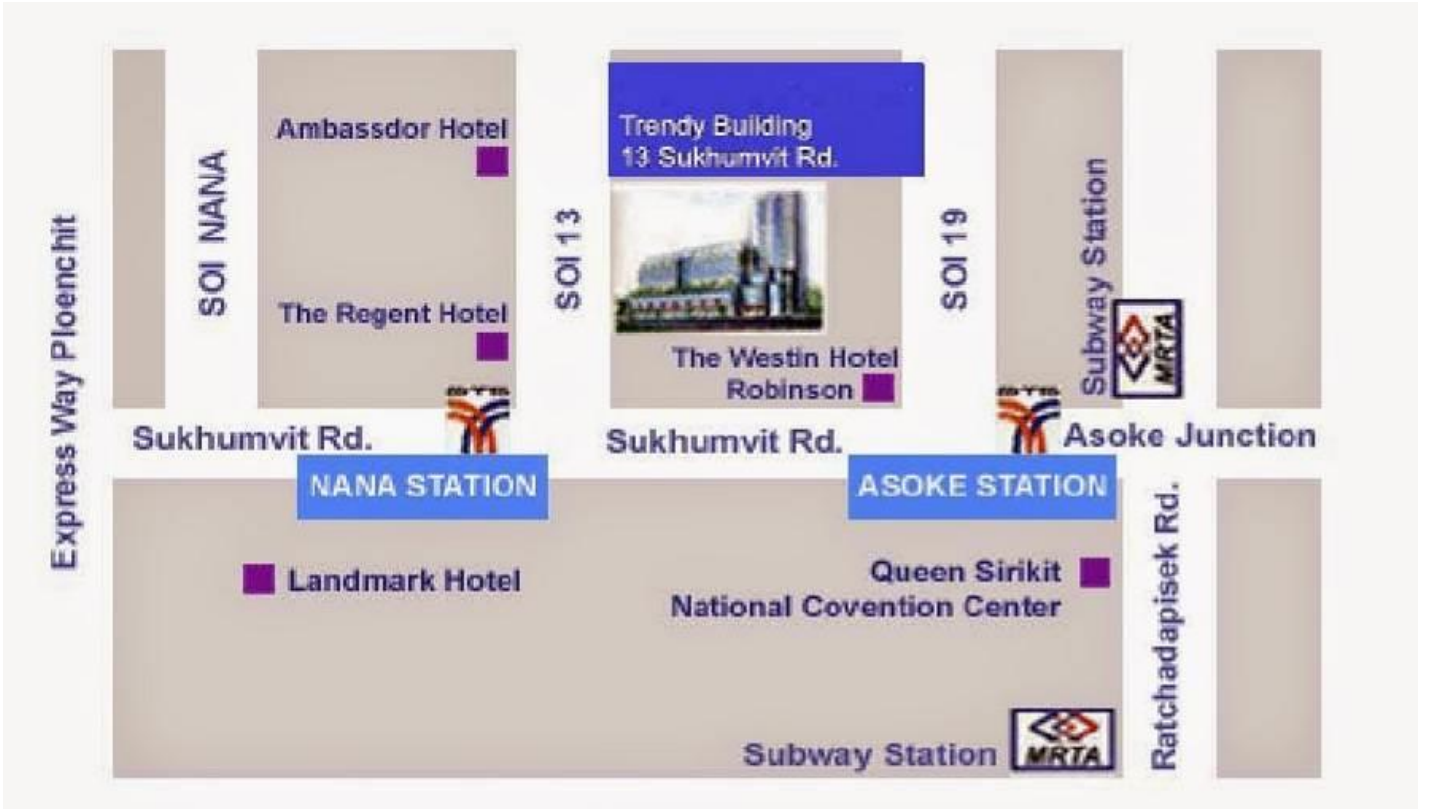 Ambassdor Hotel
Trendy Building
13 Sukhumvit Rd.
SOI NANA
SOI 13
SOI 19
Subway Station
Express Way Ploenchit
The Regent Hotel
MRTA
The Westin Hotel
Robinson
BTS
BTS
Sukhumvit Rd.
Sukhumvit Rd.
Asoke Junction
NANA STATION
ASOKE STATION
Ratchadapisek Rd.
Landmark Hotel
Queen Sirikit
National Covention Center
Subway Station
MRTA